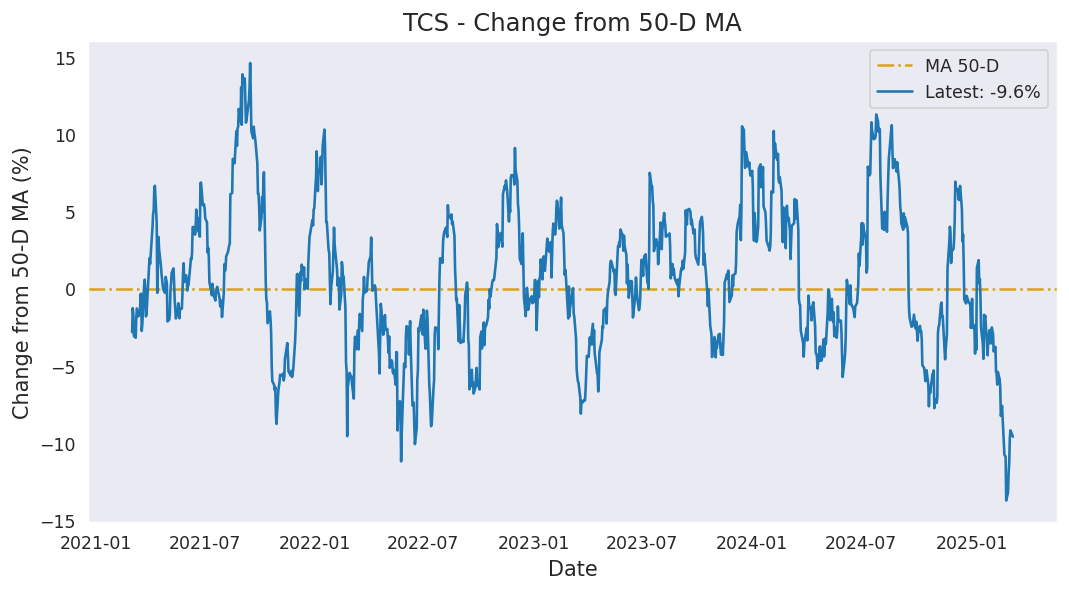 TCS - Change from 50-D MA
MA 50-D
Latest: -9.6%
Change from 50-D MA (%)
15
10
5
0
−5
−10
−15
2021-01 2021-07 2022-01 2022-07 2023-01 2023-07 2024-01 2024-07 2025-01
Date